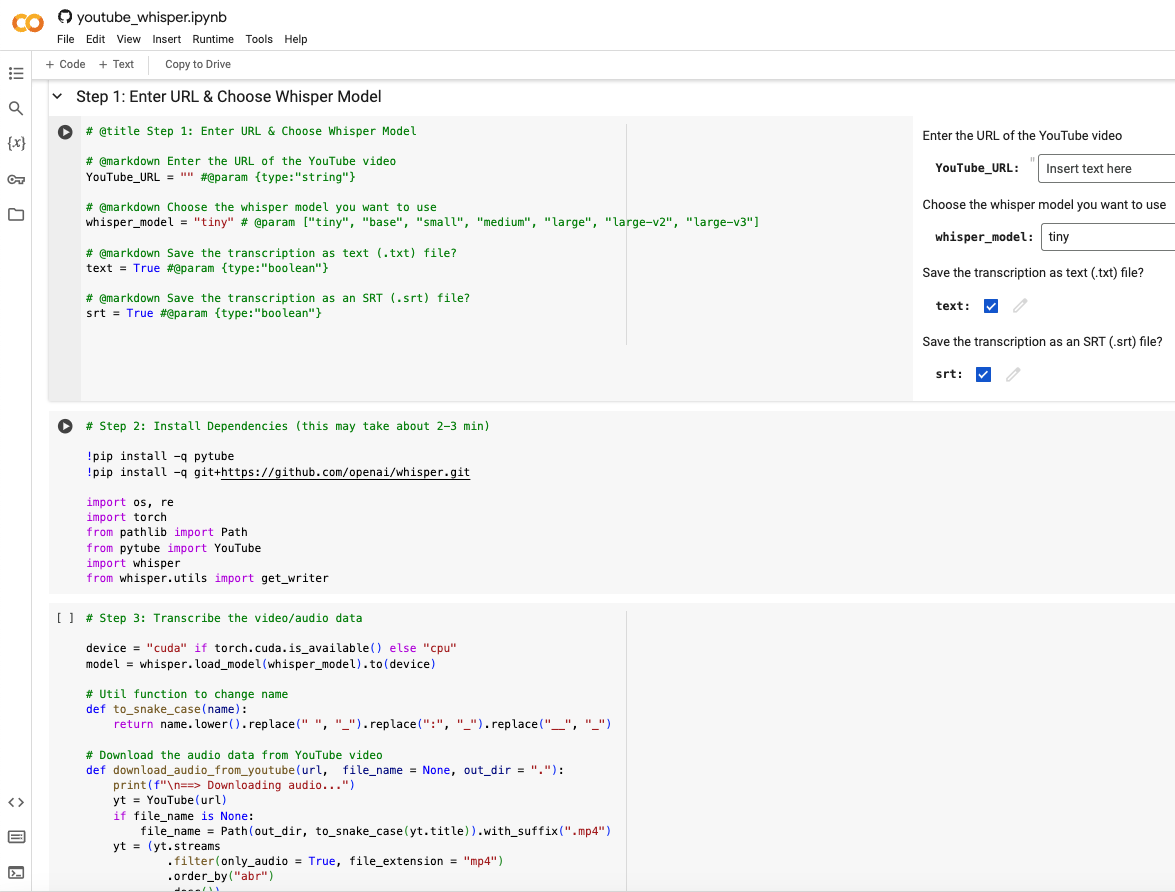 youtube_whisper.ipynb
File Edit View Insert Runtime Tools Help
+ Code + Text Copy to Drive
Step 1: Enter URL & Choose Whisper Model
# @title Step 1: Enter URL & Choose Whisper Model
# @markdown Enter the URL of the YouTube video
YouTube_URL = "" #@param {type:"string"}
# @markdown Choose the whisper model you want to use
whisper_model = "tiny" # @param ["tiny", "base", "small", "medium", "large", "large-v2", "large-v3"]
# @markdown Save the transcription as text (.txt) file?
text = True #@param {type:"boolean"}
# @markdown Save the transcription as an SRT (.srt) file?
srt = True #@param {type:"boolean"}
Enter the URL of the YouTube video
YouTube_URL: " Insert text here
Choose the whisper model you want to use
whisper_model: tiny
Save the transcription as text (.txt) file?
text:
Save the transcription as an SRT (.srt) file?
srt:
# Step 2: Install Dependencies (this may take about 2-3 min)
!pip install -q pytube
!pip install -q git+https://github.com/openai/whisper.git
import os, re
import torch
from pathlib import Path
from pytube import YouTube
import whisper
from whisper.utils import get_writer
[ ] # Step 3: Transcribe the video/audio data
device = "cuda" if torch.cuda.is_available() else "cpu"
model = whisper.load_model(whisper_model).to(device)
# Util function to change name
def to_snake_case(name):
    return name.lower().replace(" ", "_").replace(":", "_").replace("__", "_")
# Download the audio data from YouTube video
def download_audio_from_youtube(url,  file_name = None, out_dir = "."):
    print(f"\n==> Downloading audio...")
    yt = YouTube(url)
    if file_name is None:
        file_name = Path(out_dir, to_snake_case(yt.title)).with_suffix(".mp4")
    yt = (yt.streams
            .filter(only_audio = True, file_extension = "mp4")
            .order_by("abr")
            .desc())